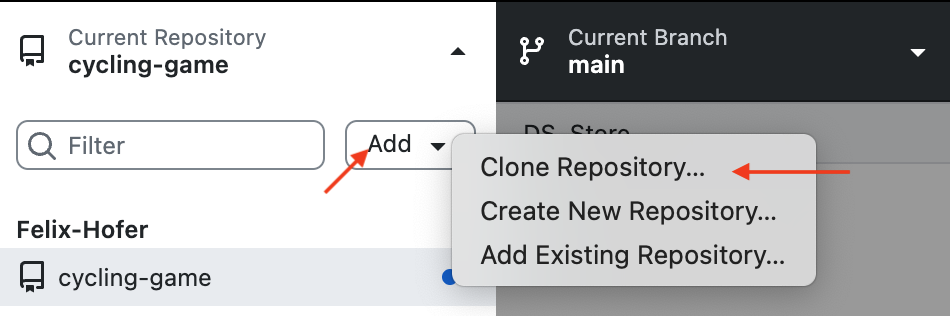 Current Repository
cycling-game
Current Branch
main
Filter
Add
DS_Store
Clone Repository...
Create New Repository...
Add Existing Repository...
Felix-Hofer
cycling-game